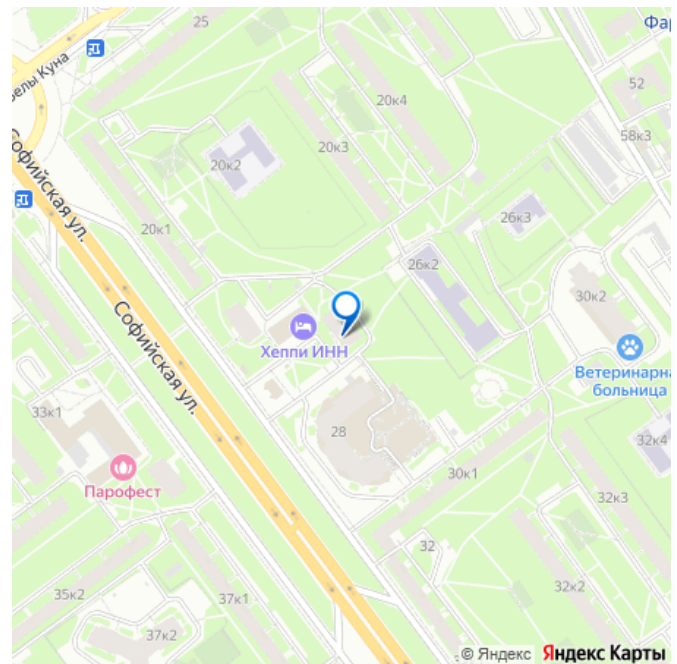 25
Фар
елы Куна
52
20к4
58к3
20к3
20к2
Софийская ул.
20к1
26к3
26к2
30к2
Софийская ул.
Хеппи ИНН
Ветеринарна
больница
33к1
28
32к4
30к1
Парофест
32к3
32
35к2
37к1
32к2
37к2
© Яндекс Яндекс Карты